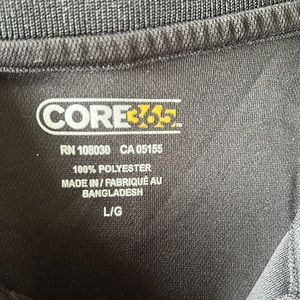 CORE365
RN 108030 CA 05155
100% POLYESTER
MADE IN / FABRIQUÉ AU
BANGLADESH
L/G